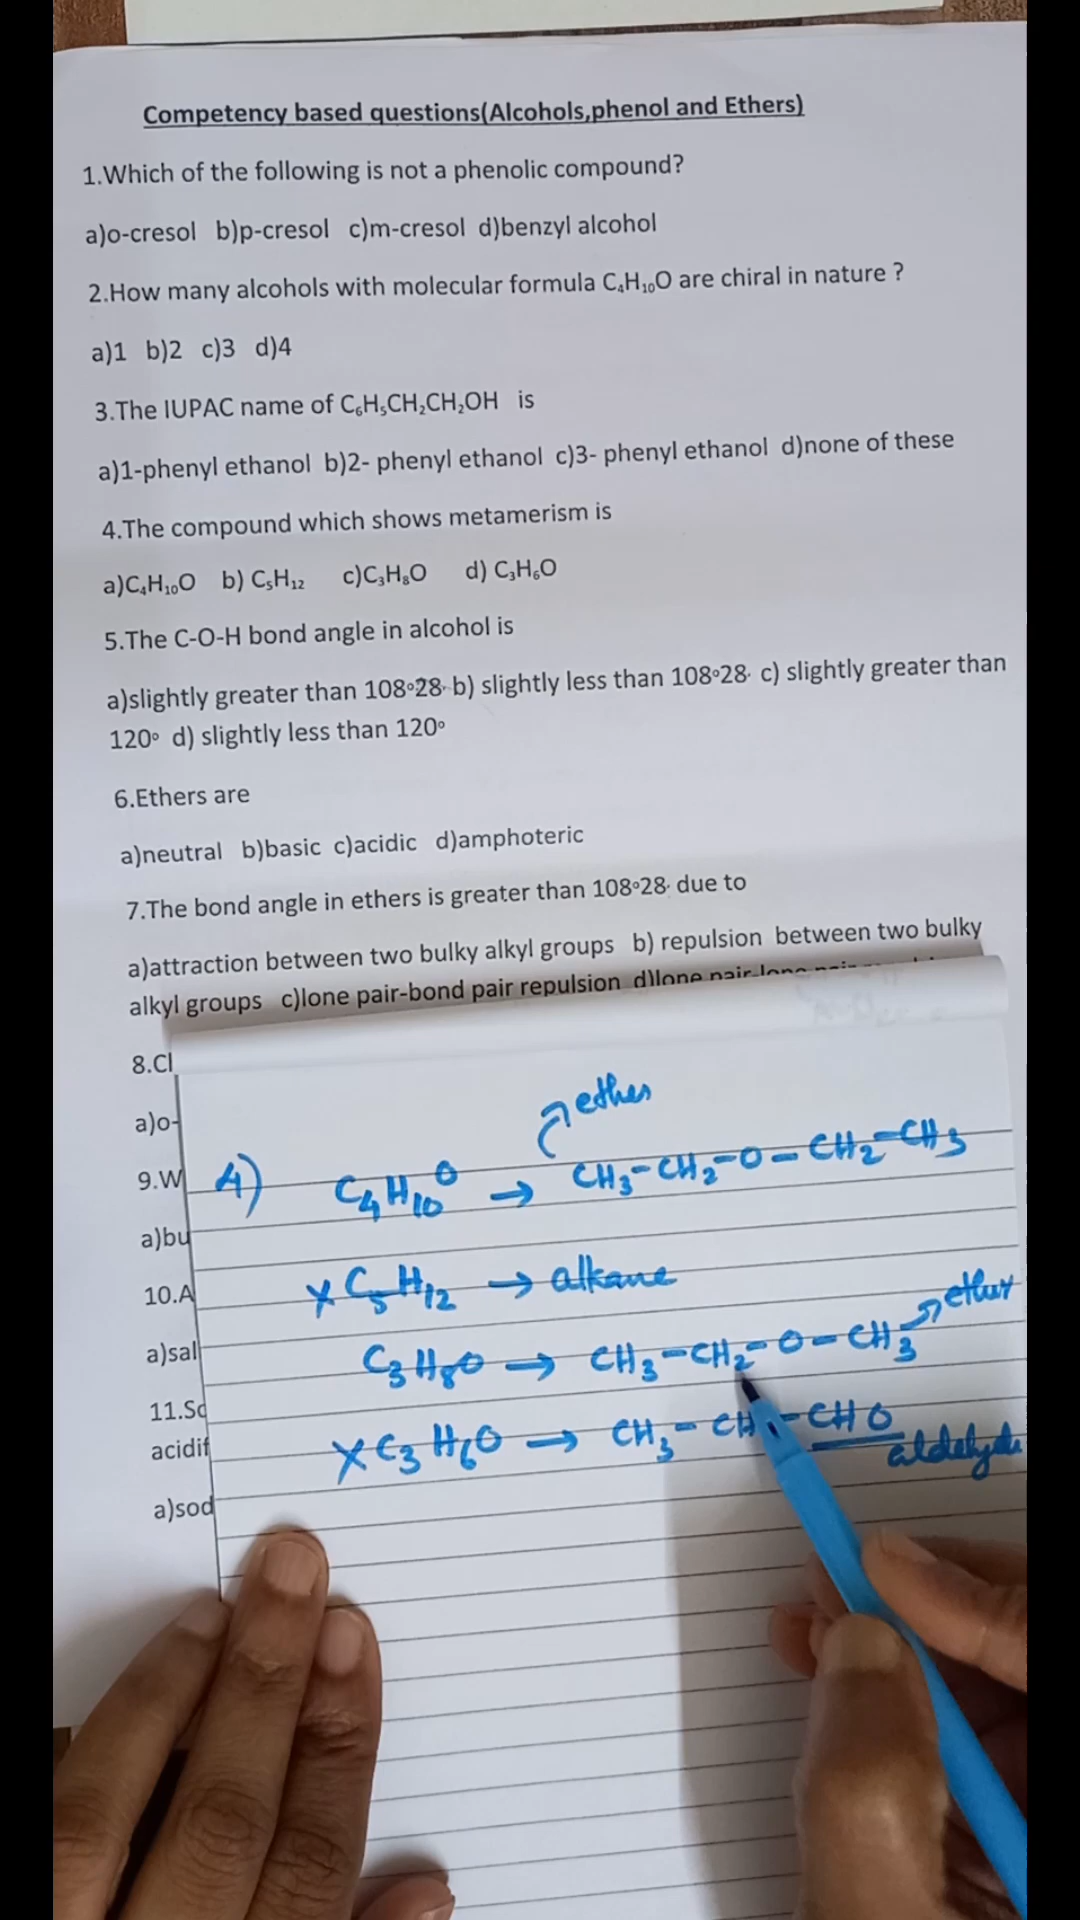 Competency based questions(Alcohols,phenol and Ethers)
1.Which of the following is not a phenolic compound?
a)o-cresol b)p-cresol c)m-cresol d)benzyl alcohol
2.How many alcohols with molecular formula C₄H₁₀O are chiral in nature ?
a)1 b)2 c)3 d)4
3.The IUPAC name of C₆H₅CH₂CH₂OH is
a)1-phenyl ethanol b)2- phenyl ethanol c)3- phenyl ethanol d)none of these
4.The compound which shows metamerism is
a)C₄H₁₀O b) C₅H₁₂ c)C₃H₈O d) C₃H₆O
5.The C-O-H bond angle in alcohol is
a)slightly greater than 108°28· b) slightly less than 108°28· c) slightly greater than
120° d) slightly less than 120°
6.Ethers are
a)neutral b)basic c)acidic d)amphoteric
7.The bond angle in ethers is greater than 108°28· due to
a)attraction between two bulky alkyl groups b) repulsion between two bulky
alkyl groups c)lone pair-bond pair repulsion d)lone pair-lone pair
8.Cl
ether
a)o-
9.W 4) C₄H₁₀O → CH₃-CH₂-O-CH₂-CH₃
a)bu
10.A × C₅H₁₂ → alkane
ether
a)sal C₃H₈O → CH₃-CH₂-O-CH₃
11.So
acidif × C₃H₆O → CH₃-CH -CHO
aldehyde
a)sod